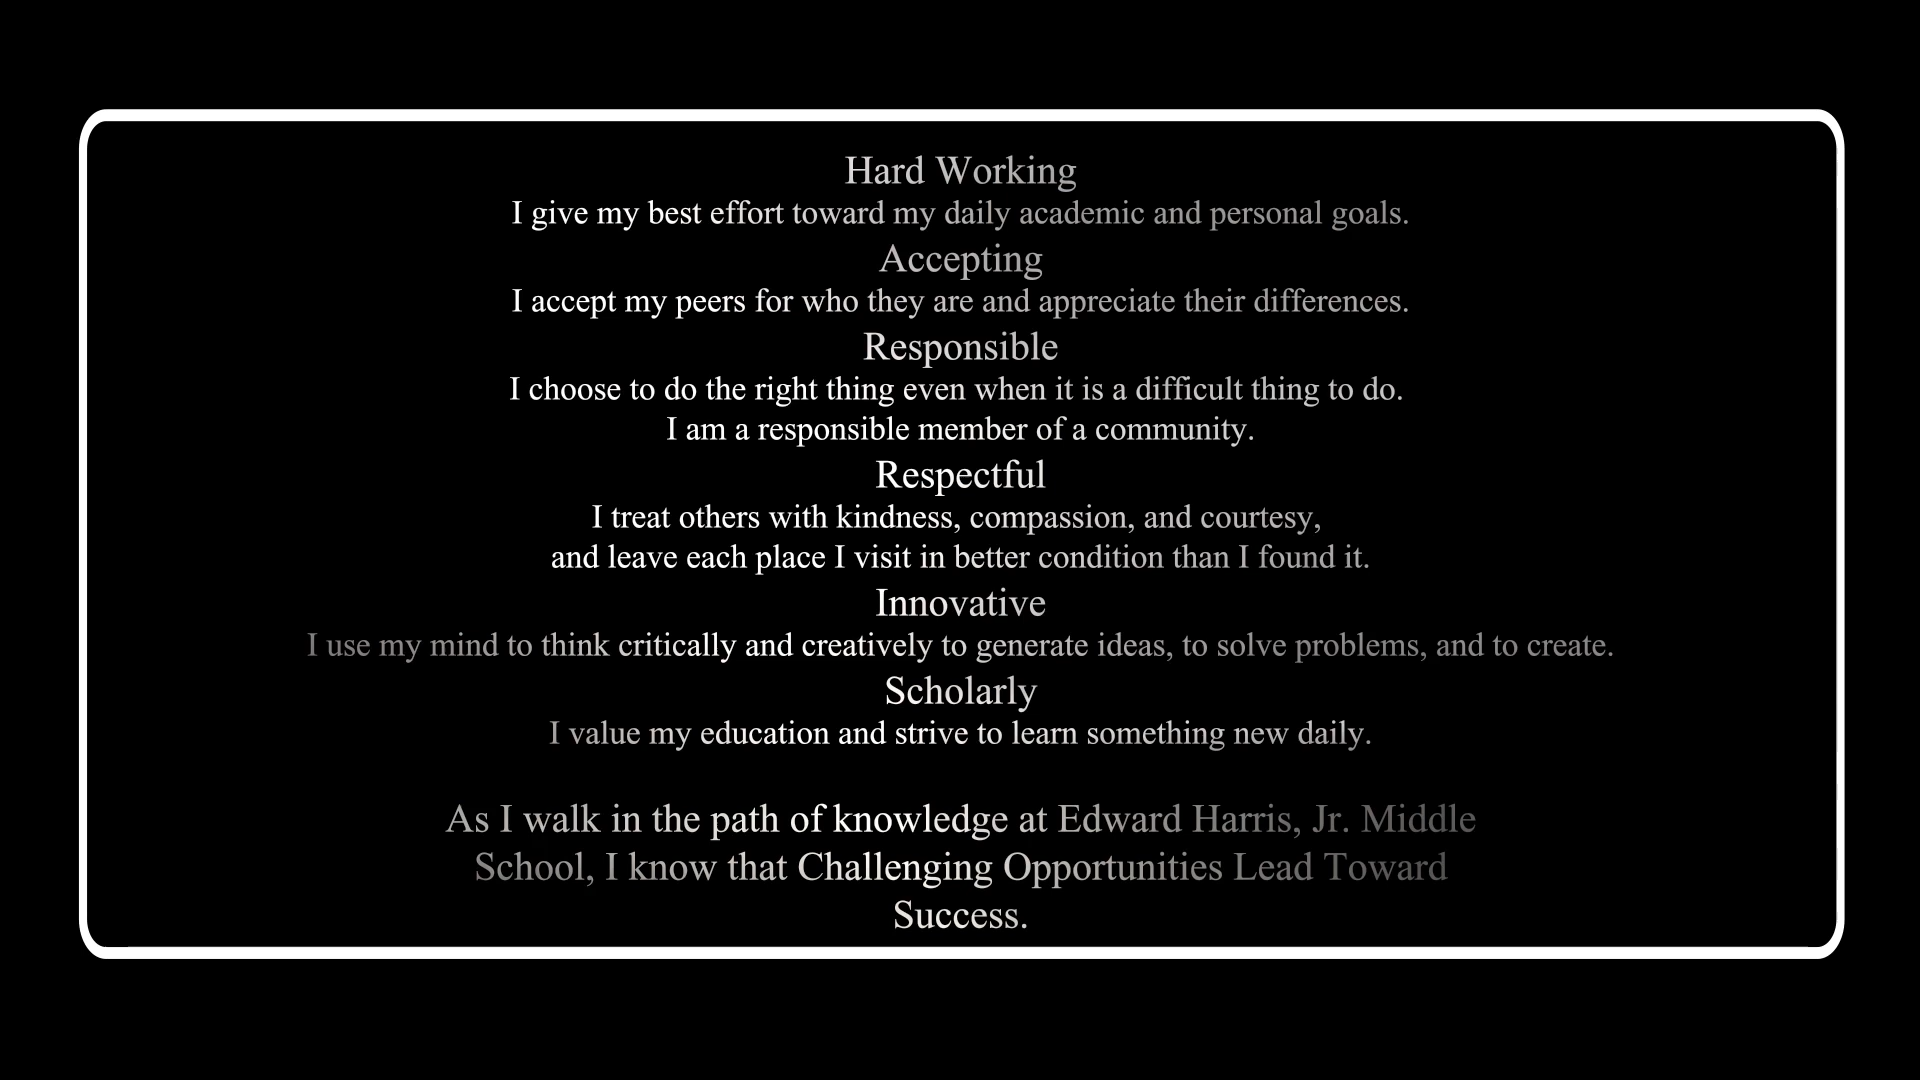 Hard Working
I give my best effort toward my daily academic and personal goals.
Accepting
I accept my peers for who they are and appreciate their differences.
Responsible
I choose to do the right thing even when it is a difficult thing to do.
I am a responsible member of a community.
Respectful
I treat others with kindness, compassion, and courtesy,
and leave each place I visit in better condition than I found it.
Innovative
I use my mind to think critically and creatively to generate ideas, to solve problems, and to create.
Scholarly
I value my education and strive to learn something new daily.
As I walk in the path of knowledge at Edward Harris, Jr. Middle
School, I know that Challenging Opportunities Lead Toward
Success.